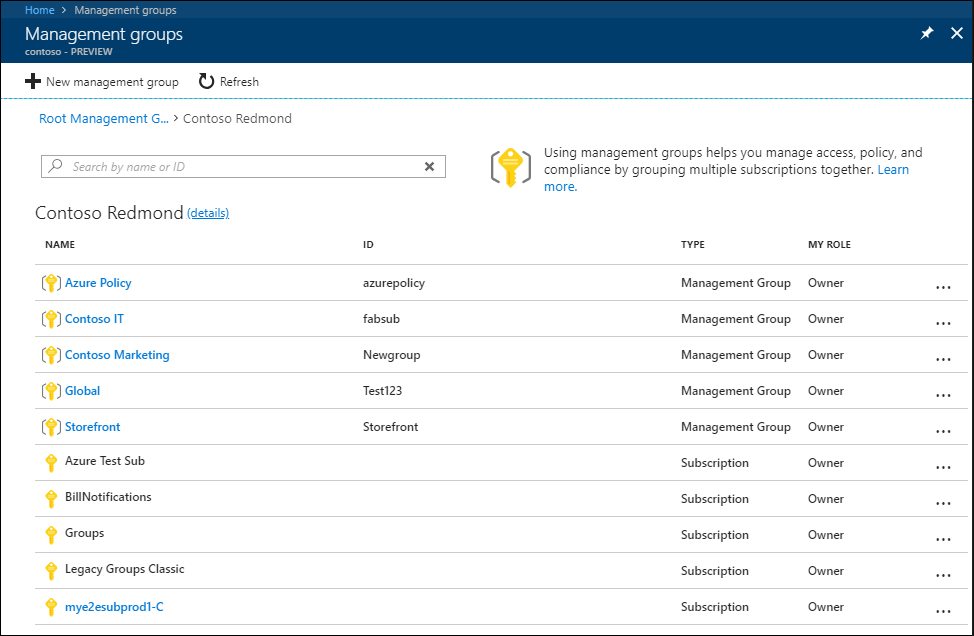 Home > Management groups
Management groups
contoso - PREVIEW
New management group Refresh
Root Management G... > Contoso Redmond
Search by name or ID
Using management groups helps you manage access, policy, and
compliance by grouping multiple subscriptions together. Learn
more.
Contoso Redmond (details)
NAME ID TYPE MY ROLE
Azure Policy azurepolicy Management Group Owner ...
Contoso IT fabsub Management Group Owner ...
Contoso Marketing Newgroup Management Group Owner ...
Global Test123 Management Group Owner ...
Storefront Storefront Management Group Owner ...
Azure Test Sub Subscription Owner ...
BillNotifications Subscription Owner ...
Groups Subscription Owner ...
Legacy Groups Classic Subscription Owner ...
mye2esubprod1-C Subscription Owner ...